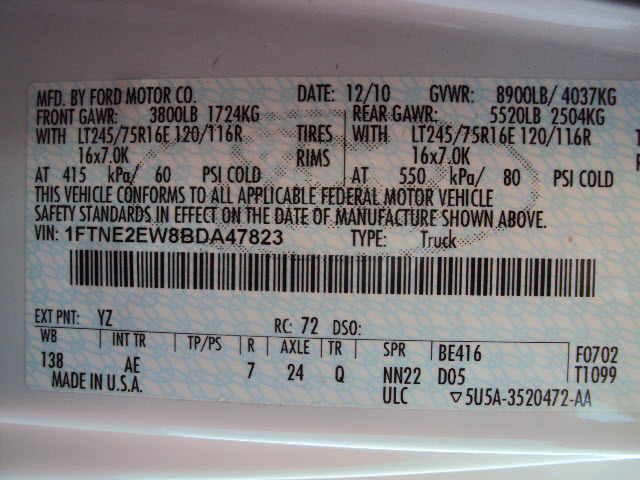 MFD. BY FORD MOTOR CO. DATE: 12/10 GVWR: 8900LB/ 4037KG
FRONT GAWR: 3800LB 1724KG REAR GAWR: 5520LB 2504KG
WITH LT245/75R16E 120/116R TIRES WITH LT245/75R16E 120/116R
16x7.0K RIMS 16x7.0K
AT 415 kPa/ 60 PSI COLD AT 550 kPa/ 80 PSI COLD
THIS VEHICLE CONFORMS TO ALL APPLICABLE FEDERAL MOTOR VEHICLE
SAFETY STANDARDS IN EFFECT ON THE DATE OF MANUFACTURE SHOWN ABOVE.
VIN: 1FTNE2EW8BDA47823 TYPE: Truck
EXT PNT: YZ RC: 72 DSO:
WB INT TR TP/PS R AXLE TR SPR BE416 F0702
138 AE 7 24 Q NN22 D05 T1099
MADE IN U.S.A. ULC ▽5U5A-3520472-AA